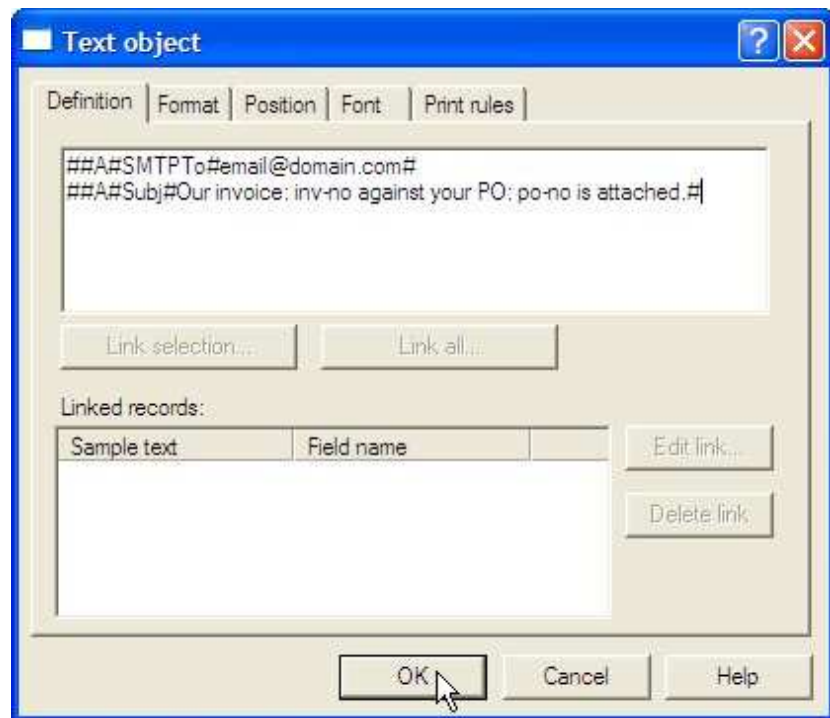 Text object
Definition Format Position Font Print rules
##A#SMTPTo#email@domain.com#
##A#Subj#Our invoice: inv-no against your PO: po-no is attached.#
Link selection... Link all...
Linked records:
Sample text Field name
Edit link...
Delete link
OK Cancel Help